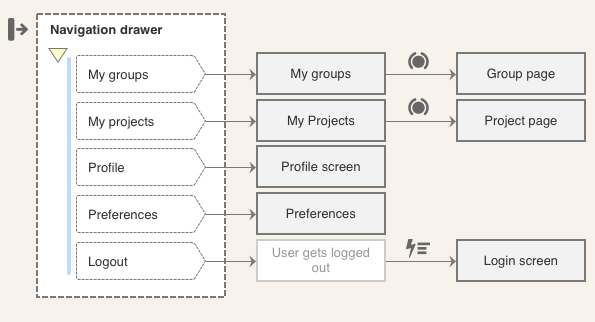 Navigation drawer
My groups
My groups
Group page
My projects
My Projects
Project page
Profile
Profile screen
Preferences
Preferences
Logout
User gets logged
out
Login screen